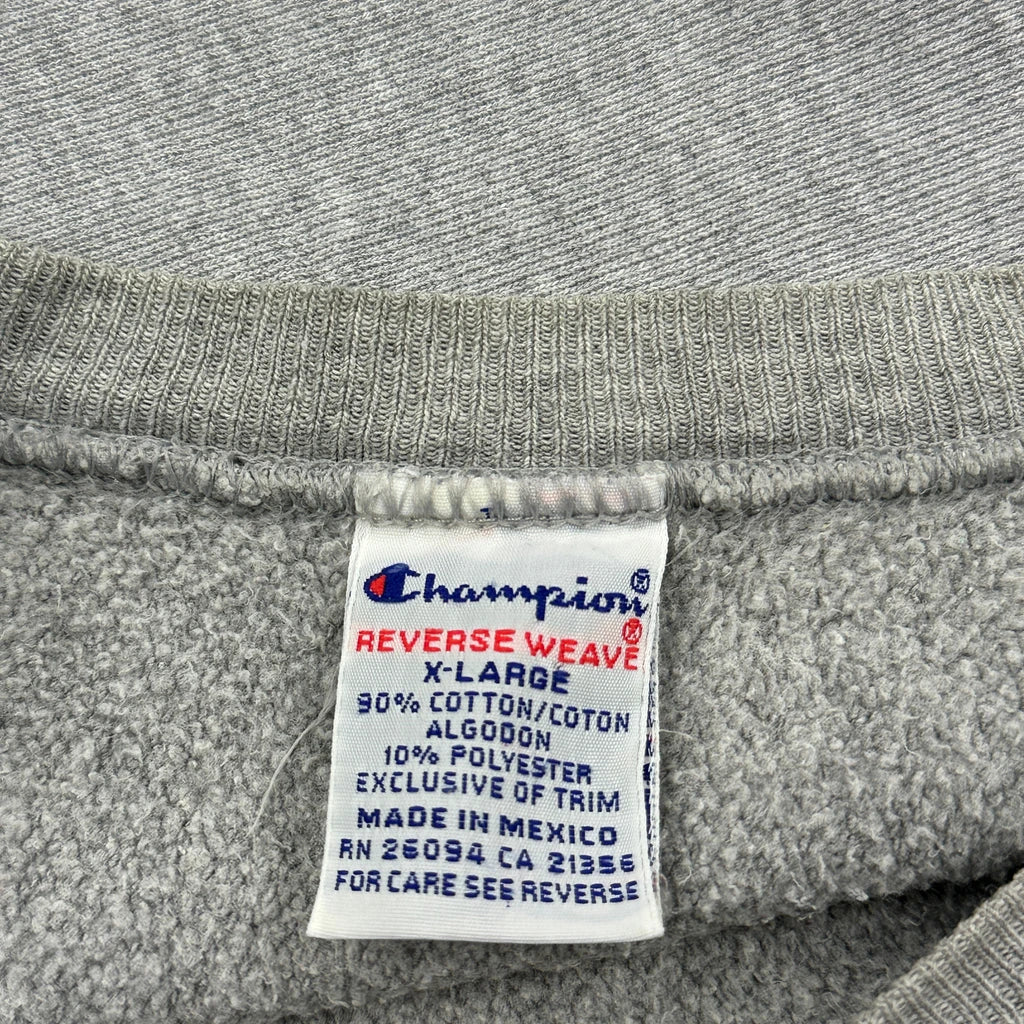 Champion®
REVERSE WEAVE®
X-LARGE
90% COTTON/COTON
ALGODON
10% POLYESTER
EXCLUSIVE OF TRIM
MADE IN MEXICO
RN 26094 CA 21356
FOR CARE SEE REVERSE